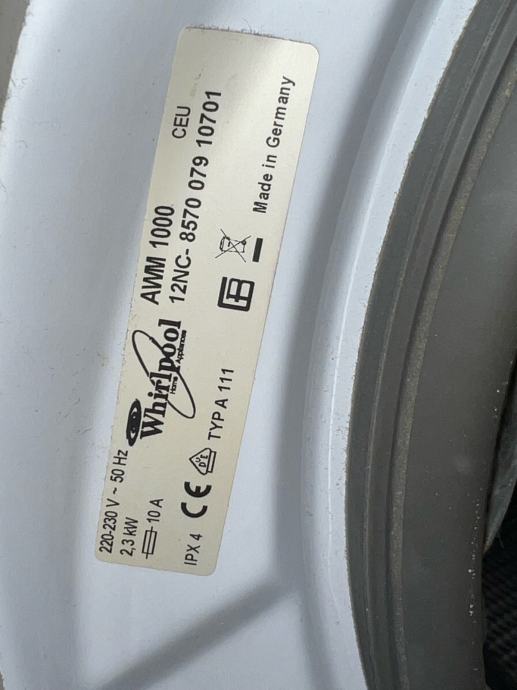 220-230 V ~ 50 Hz
2,3 kW
10 A
IPX 4
Whirlpool
Home Appliances
TYP A 111
AWM 1000 CEU
12NC- 8570 079 10701
Made in Germany